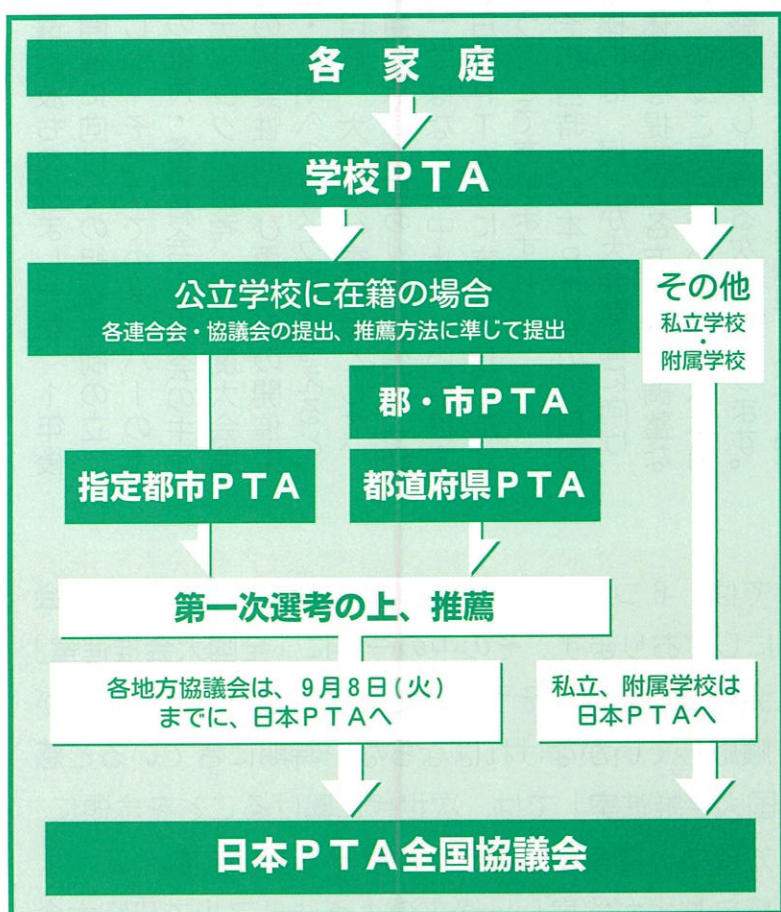 各家庭
学校PTA
公立学校に在籍の場合
各連合会・協議会の提出、推薦方法に準じて提出
その他
私立学校
・
附属学校
郡・市PTA
指定都市PTA
都道府県PTA
第一次選考の上、推薦
各地方協議会は、9月8日(火)
までに、日本PTAへ
私立、附属学校は
日本PTAへ
日本PTA全国協議会